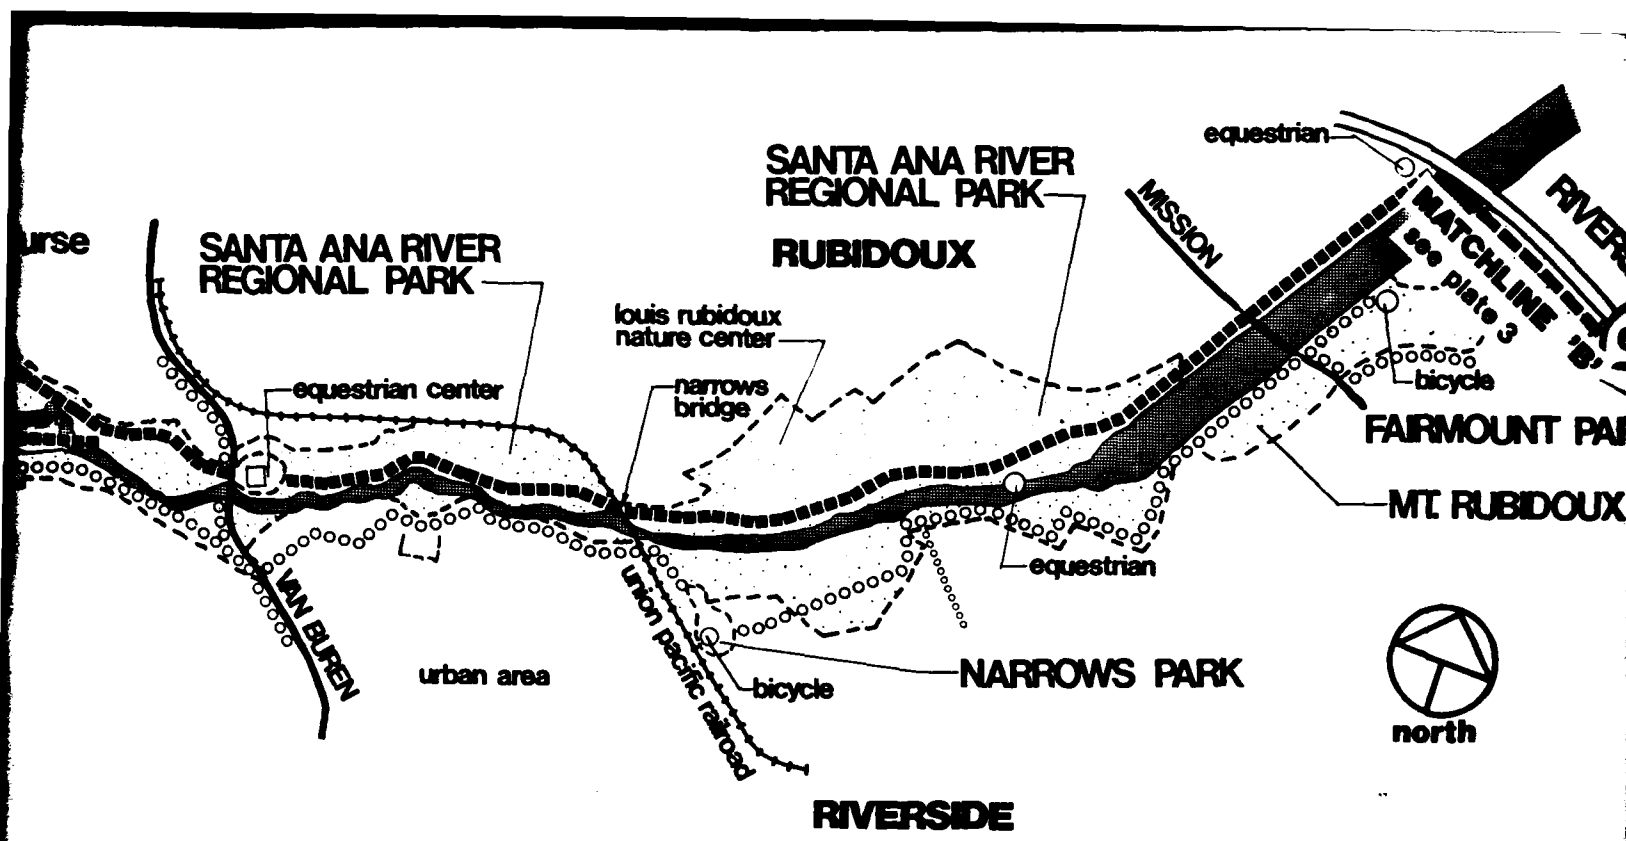 equestrian
SANTA ANA RIVER
REGIONAL PARK
MISSION
MATCHLINE 'B'
see plate 3
SANTA ANA RIVER
REGIONAL PARK
RUBIDOUX
louis rubidoux
nature center
equestrian center
narrows
bridge
bicycle
FAIRMOUNT
MT. RUBIDOUX
equestrian
VAN BUREN
union pacific railroad
urban area
bicycle
NARROWS PARK
north
RIVERSIDE